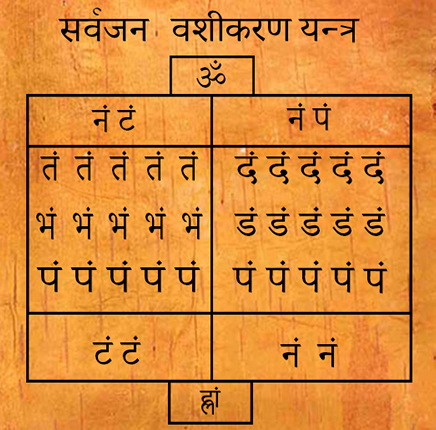 सर्वजन वशीकरण यन्त्र
ॐ
नं टं नं पं
तं तं तं तं तं दं दं दं दं दं
भं भं भं भं भं डं डं डं डं डं
पं पं पं पं पं पं पं पं पं पं
टं टं नं नं
ह्लां